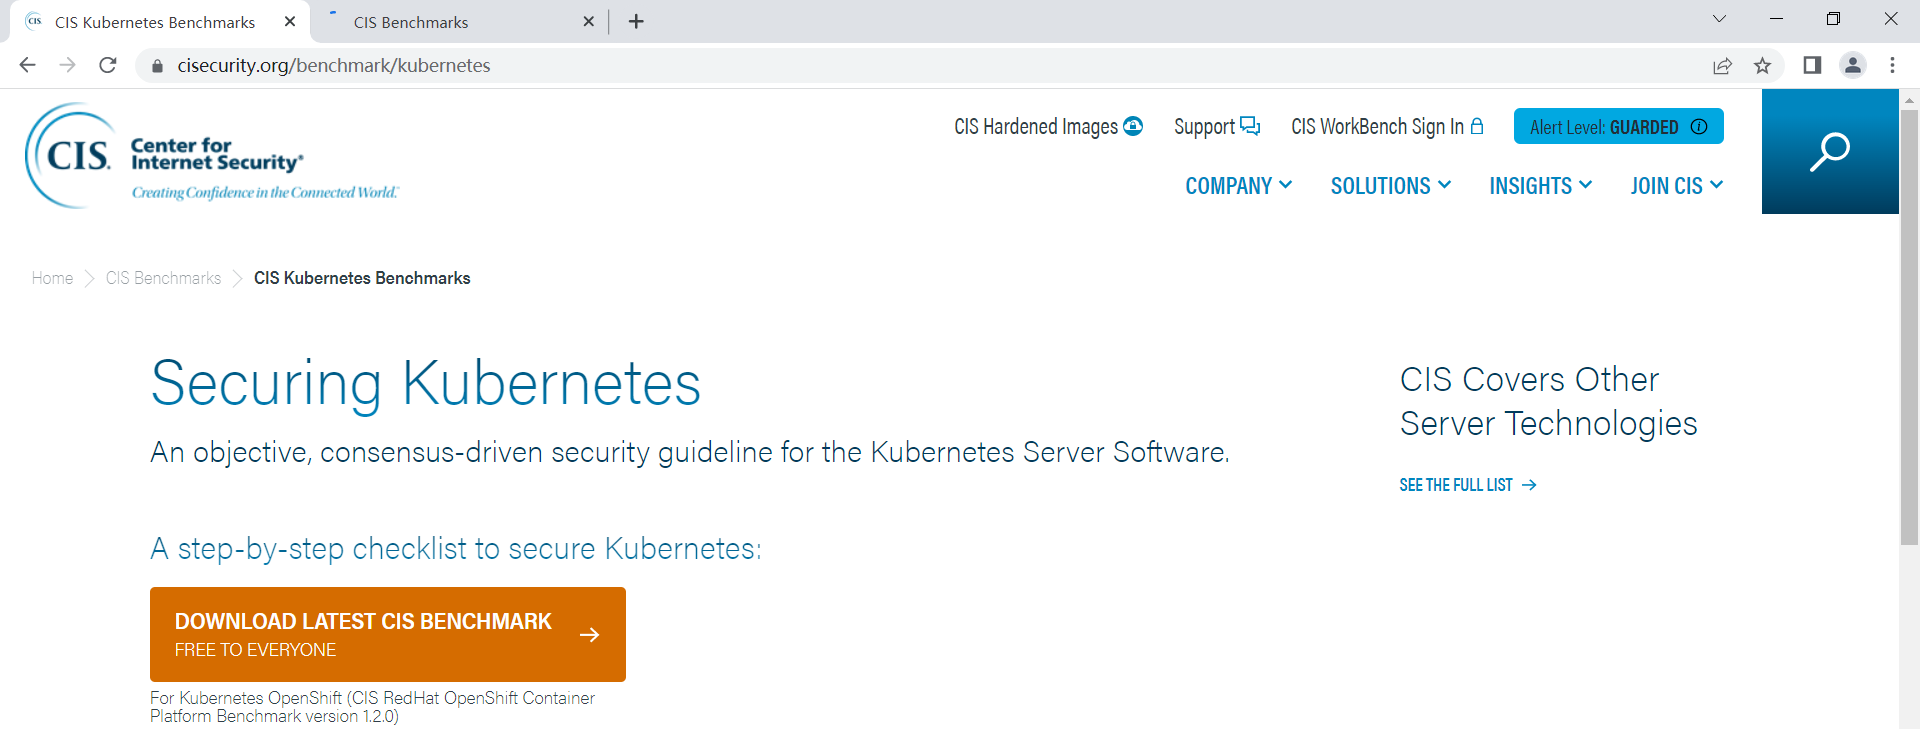 CIS Kubernetes Benchmarks
CIS Benchmarks
cisecurity.org/benchmark/kubernetes
CIS Hardened Images
Support
CIS WorkBench Sign In
Alert Level: GUARDED
CIS.
Center for
Internet Security®
Creating Confidence in the Connected World.™
COMPANY
SOLUTIONS
INSIGHTS
JOIN CIS
Home
CIS Benchmarks
CIS Kubernetes Benchmarks
Securing Kubernetes
An objective, consensus-driven security guideline for the Kubernetes Server Software.
CIS Covers Other
Server Technologies
SEE THE FULL LIST →
A step-by-step checklist to secure Kubernetes:
DOWNLOAD LATEST CIS BENCHMARK
FREE TO EVERYONE
For Kubernetes OpenShift (CIS RedHat OpenShift Container
Platform Benchmark version 1.2.0)